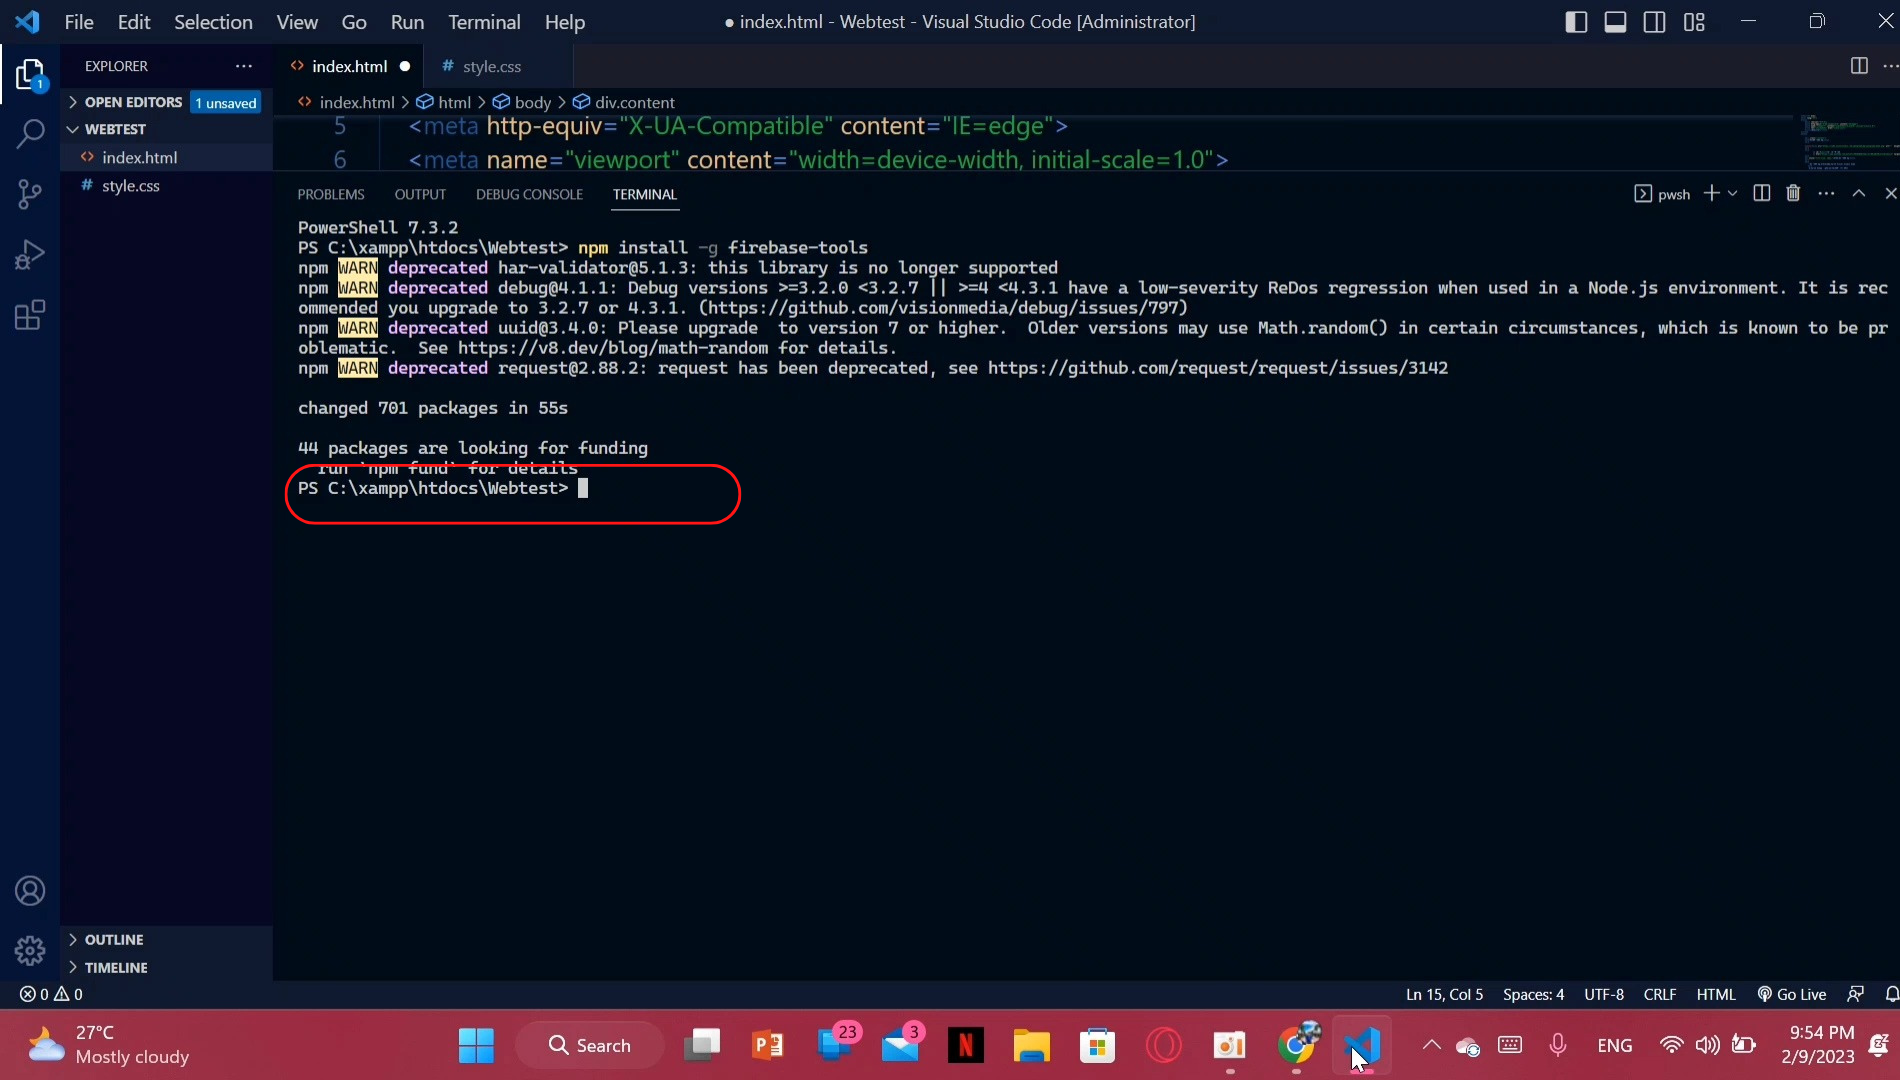 File Edit Selection View Go Run Terminal Help
● index.html - Webtest - Visual Studio Code [Administrator]
1
EXPLORER
OPEN EDITORS 1 unsaved
WEBTEST
index.html
# style.css
OUTLINE
TIMELINE
index.html
# style.css
index.html > html > body > div.content
5 <meta http-equiv="X-UA-Compatible" content="IE=edge">
6 <meta name="viewport" content="width=device-width, initial-scale=1.0">
PROBLEMS OUTPUT DEBUG CONSOLE TERMINAL
pwsh
PowerShell 7.3.2
PS C:\xampp\htdocs\Webtest> npm install -g firebase-tools
npm WARN deprecated har-validator@5.1.3: this library is no longer supported
npm WARN deprecated debug@4.1.1: Debug versions >=3.2.0 <3.2.7 || >=4 <4.3.1 have a low-severity ReDos regression when used in a Node.js environment. It is rec
ommended you upgrade to 3.2.7 or 4.3.1. (https://github.com/visionmedia/debug/issues/797)
npm WARN deprecated uuid@3.4.0: Please upgrade  to version 7 or higher.  Older versions may use Math.random() in certain circumstances, which is known to be pr
oblematic.  See https://v8.dev/blog/math-random for details.
npm WARN deprecated request@2.88.2: request has been deprecated, see https://github.com/request/request/issues/3142
changed 701 packages in 55s
44 packages are looking for funding
run `npm fund` for details
PS C:\xampp\htdocs\Webtest>
0 0
Ln 15, Col 5 Spaces: 4 UTF-8 CRLF HTML Go Live
27°C
Mostly cloudy
Search
23
3
ENG
9:54 PM
2/9/2023